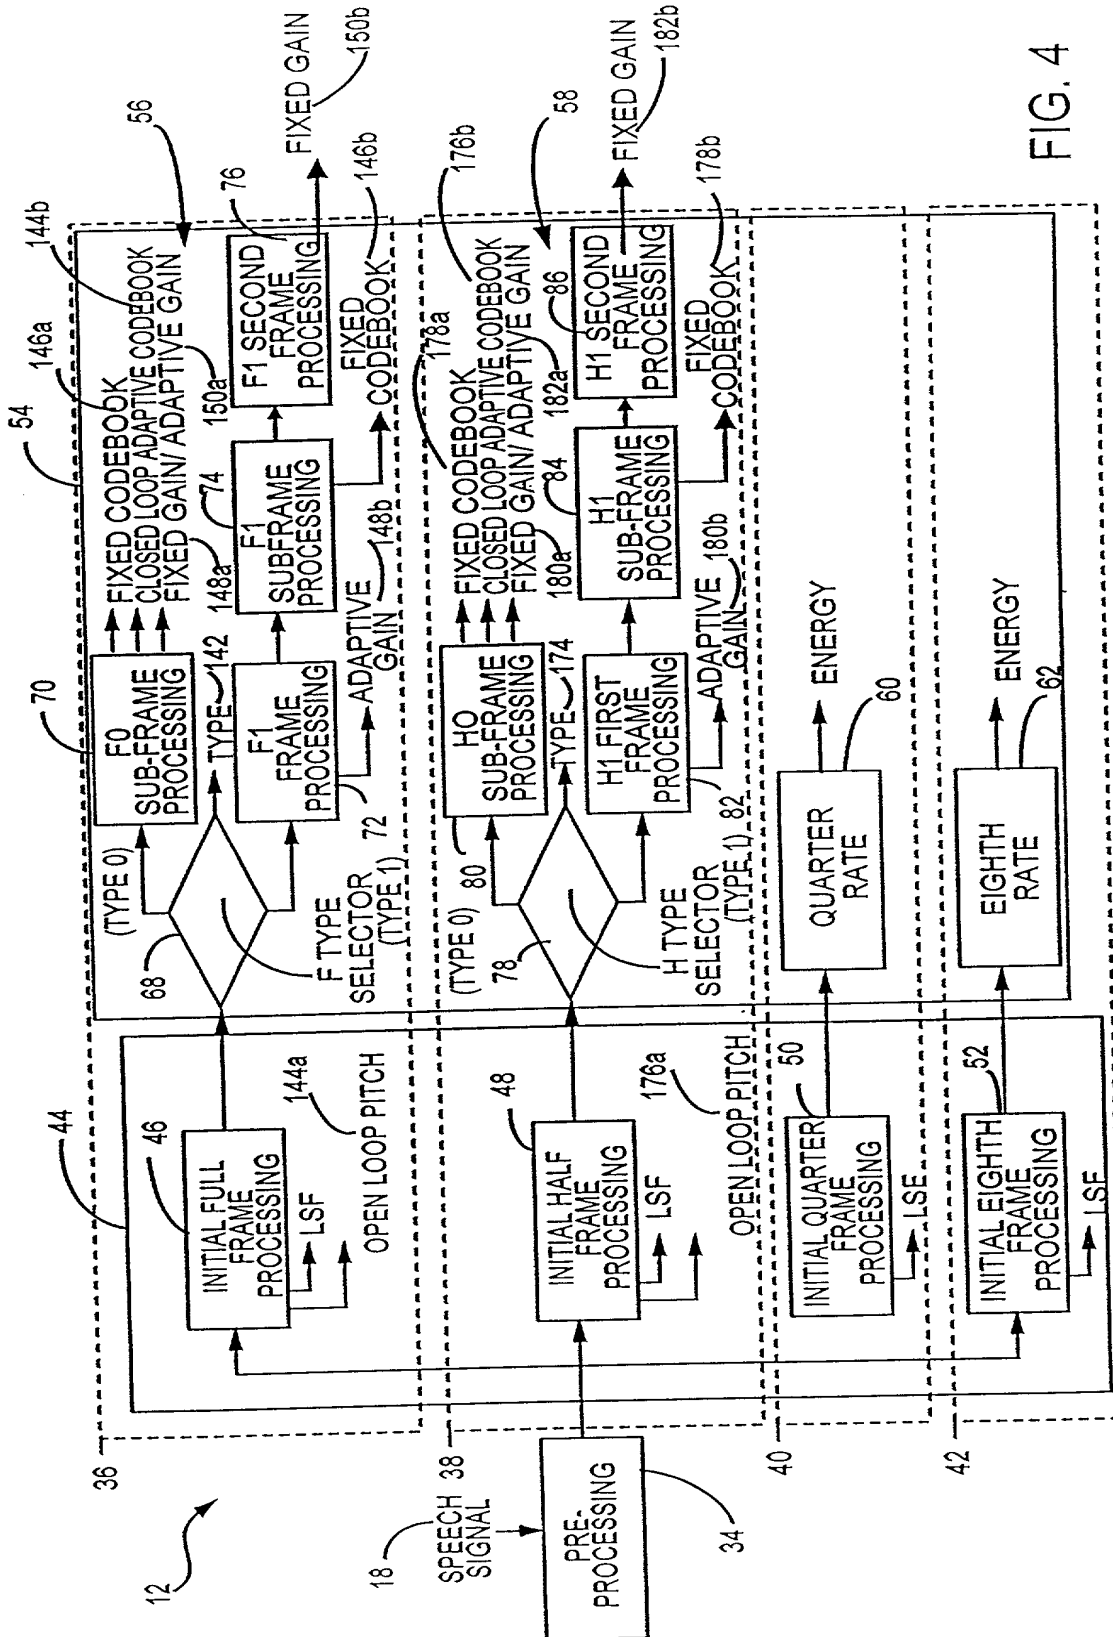 12
18
SPEECH
SIGNAL
PRE-
PROCESSING
34
36
44
46
INITIAL FULL
FRAME
PROCESSING
LSF
OPEN LOOP PITCH
144a
54
68
(TYPE 0)
F TYPE
SELECTOR
(TYPE 1)
70
F0
SUB-FRAME
PROCESSING
FIXED CODEBOOK
CLOSED LOOP ADAPTIVE CODEBOOK
FIXED GAIN/ ADAPTIVE GAIN
146a
144b
148a
150a
56
TYPE
142
F1
FRAME
PROCESSING
72
ADAPTIVE
GAIN
148b
74
F1
SUBFRAME
PROCESSING
FIXED
CODEBOOK
146b
76
F1 SECOND
FRAME
PROCESSING
FIXED GAIN
150b
38
48
INITIAL HALF
FRAME
PROCESSING
LSF
OPEN LOOP PITCH
176a
78
(TYPE 0)
H TYPE
SELECTOR
(TYPE 1)
80
HO
SUB-FRAME
PROCESSING
FIXED CODEBOOK
CLOSED LOOP ADAPTIVE CODEBOOK
FIXED GAIN/ ADAPTIVE GAIN
178a
176b
180a
182a
58
TYPE
174
H1 FIRST
FRAME
PROCESSING
82
ADAPTIVE
GAIN
180b
84
H1
SUB-FRAME
PROCESSING
FIXED
CODEBOOK
178b
86
H1 SECOND
FRAME
PROCESSING
FIXED GAIN
182b
40
50
INITIAL QUARTER
FRAME
PROCESSING
LSF
QUARTER
RATE
60
ENERGY
42
52
INITIAL EIGHTH
FRAME
PROCESSING
LSF
EIGHTH
RATE
62
ENERGY
FIG. 4